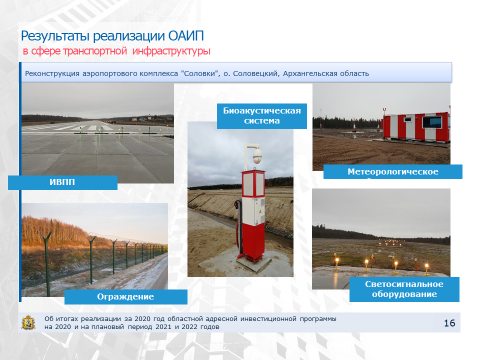 Результаты реализации ОАИП
в сфере транспортной инфраструктуры
Реконструкция аэропортового комплекса "Соловки", о. Соловецкий, Архангельская область
Биоакустическая
система
Метеорологическое
ИВПП
Ограждение
Светосигнальное
оборудование
Об итогах реализации за 2020 год областной адресной инвестиционной программы
на 2020 и на плановый период 2021 и 2022 годов
16